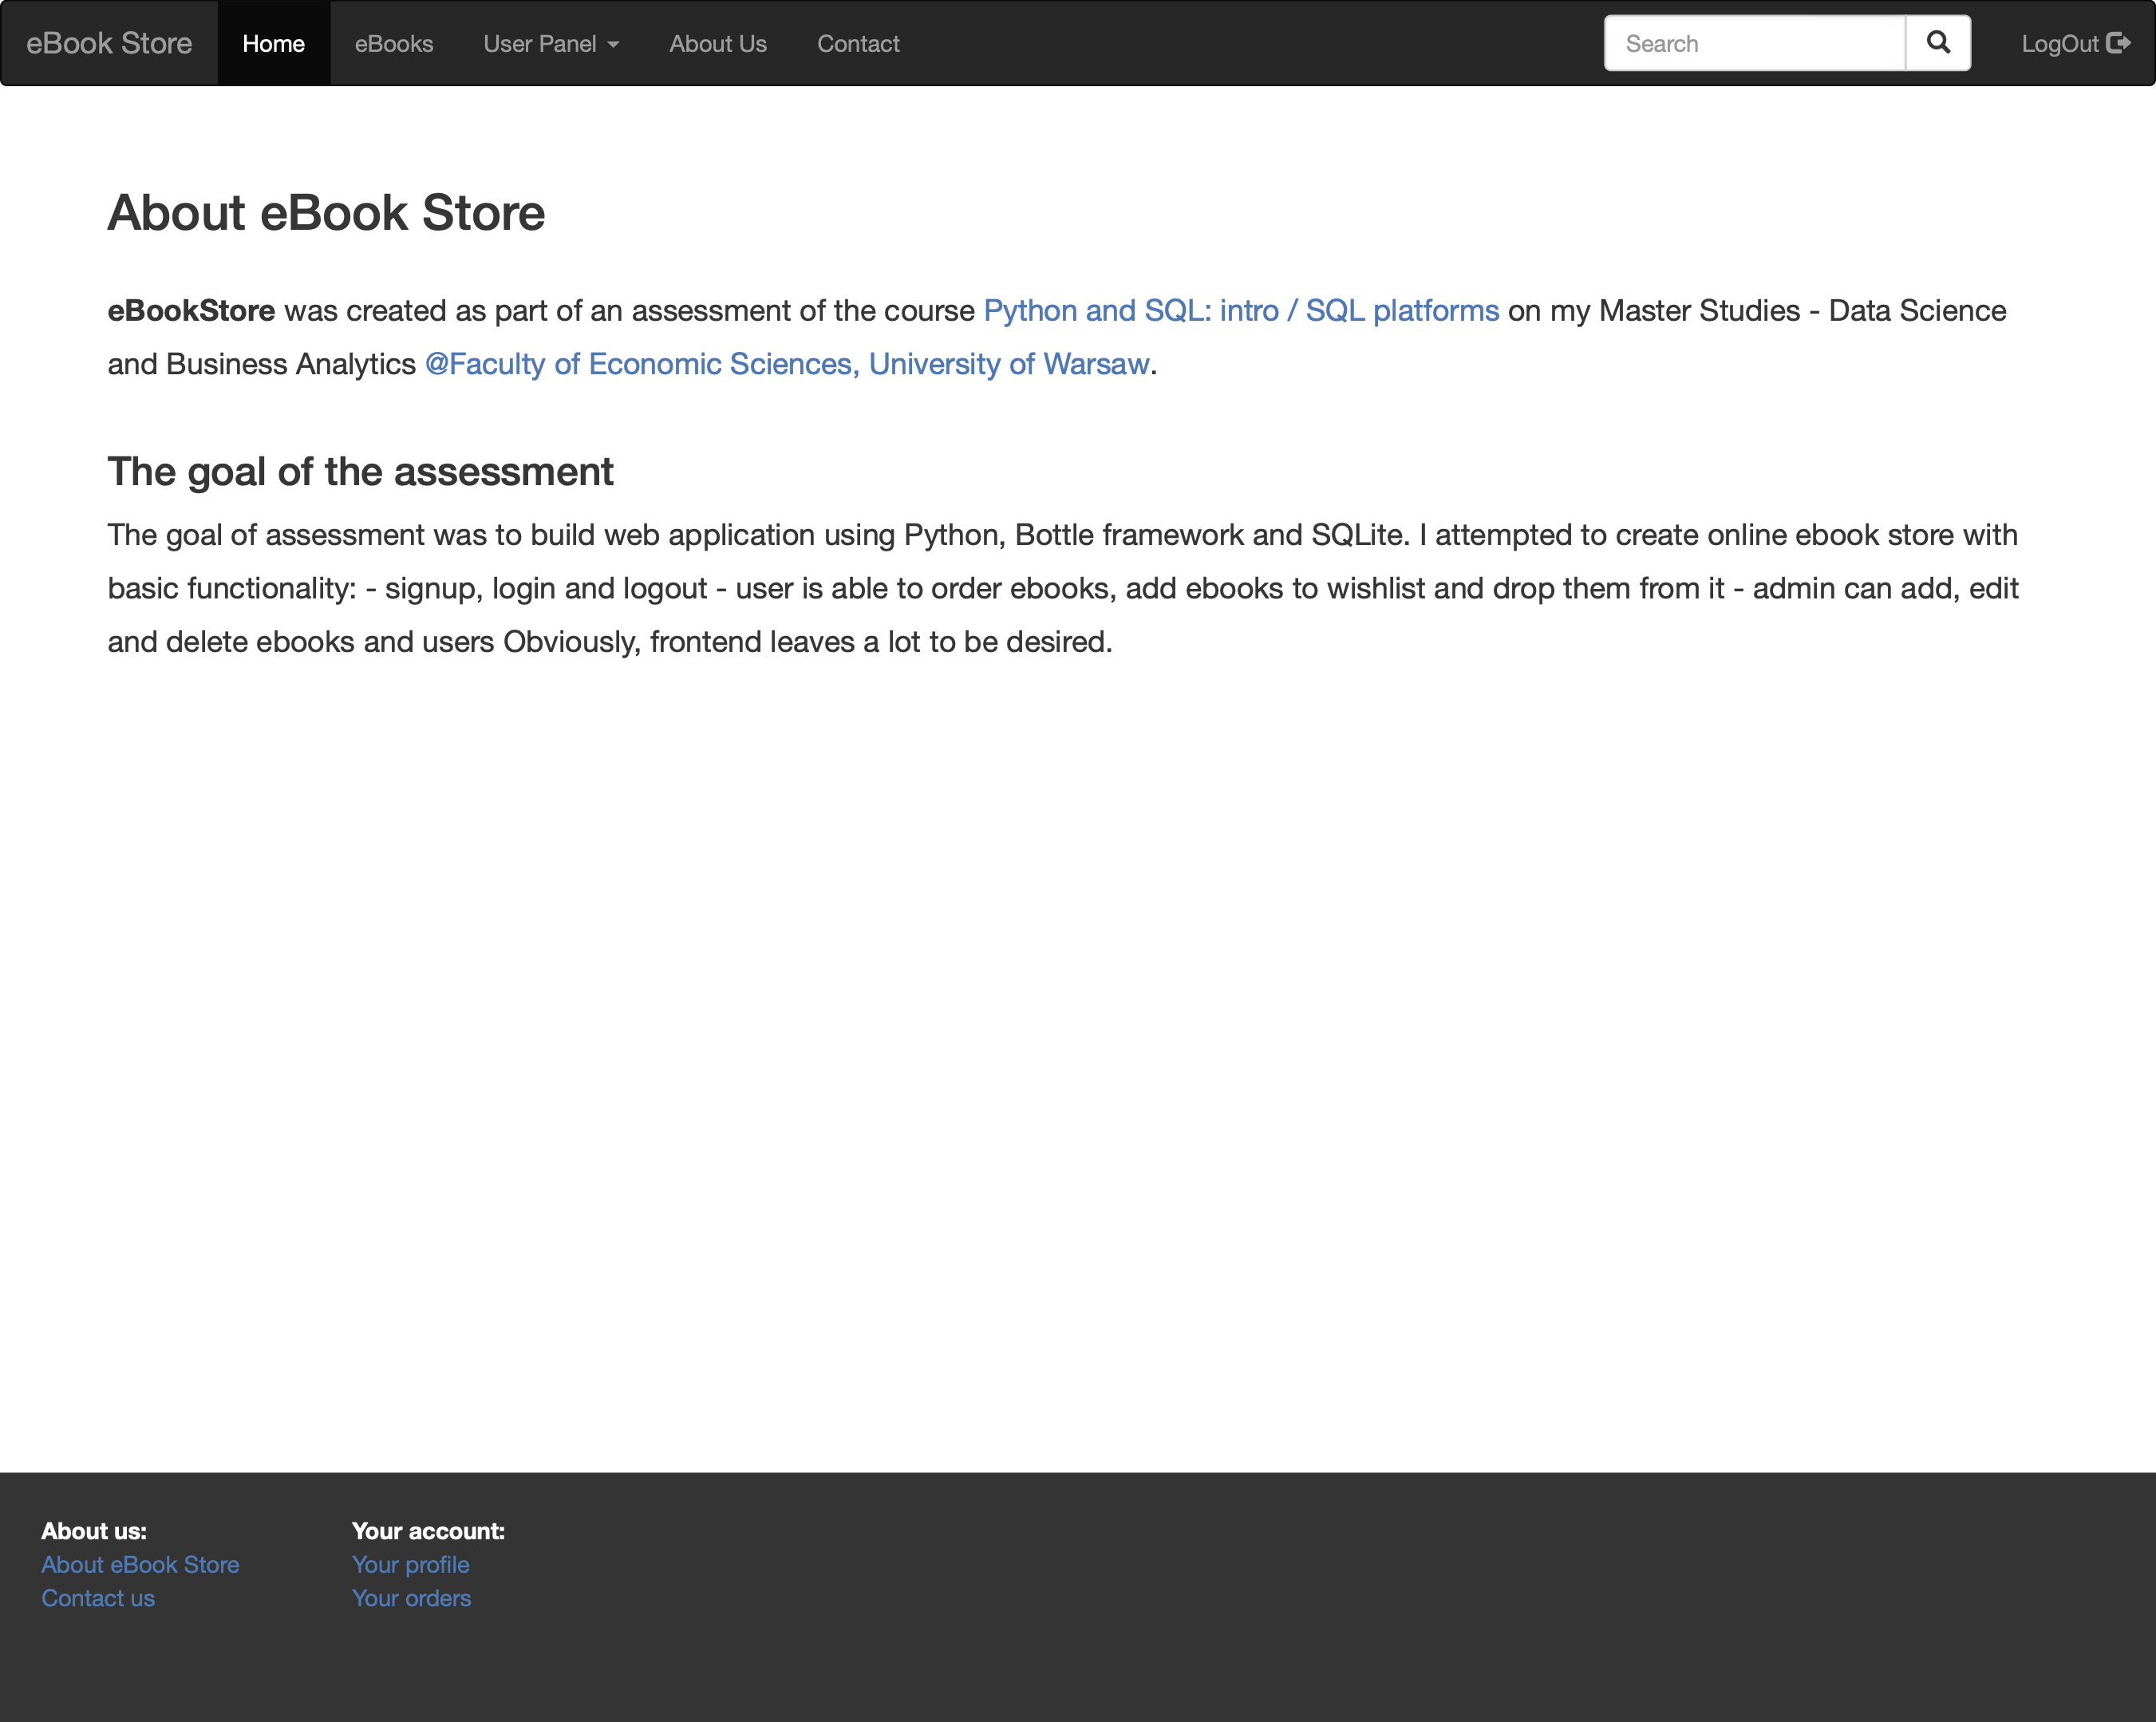 eBook Store Home eBooks User Panel About Us Contact Search LogOut
About eBook Store
eBookStore was created as part of an assessment of the course Python and SQL: intro / SQL platforms on my Master Studies - Data Science
and Business Analytics @Faculty of Economic Sciences, University of Warsaw.
The goal of the assessment
The goal of assessment was to build web application using Python, Bottle framework and SQLite. I attempted to create online ebook store with
basic functionality: - signup, login and logout - user is able to order ebooks, add ebooks to wishlist and drop them from it - admin can add, edit
and delete ebooks and users Obviously, frontend leaves a lot to be desired.
About us:
About eBook Store
Contact us
Your account:
Your profile
Your orders